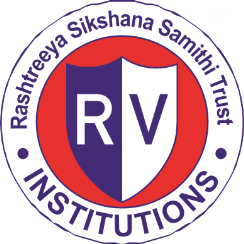 Rashtreeya Sikshana Samithi Trust
RV
• INSTITUTIONS •